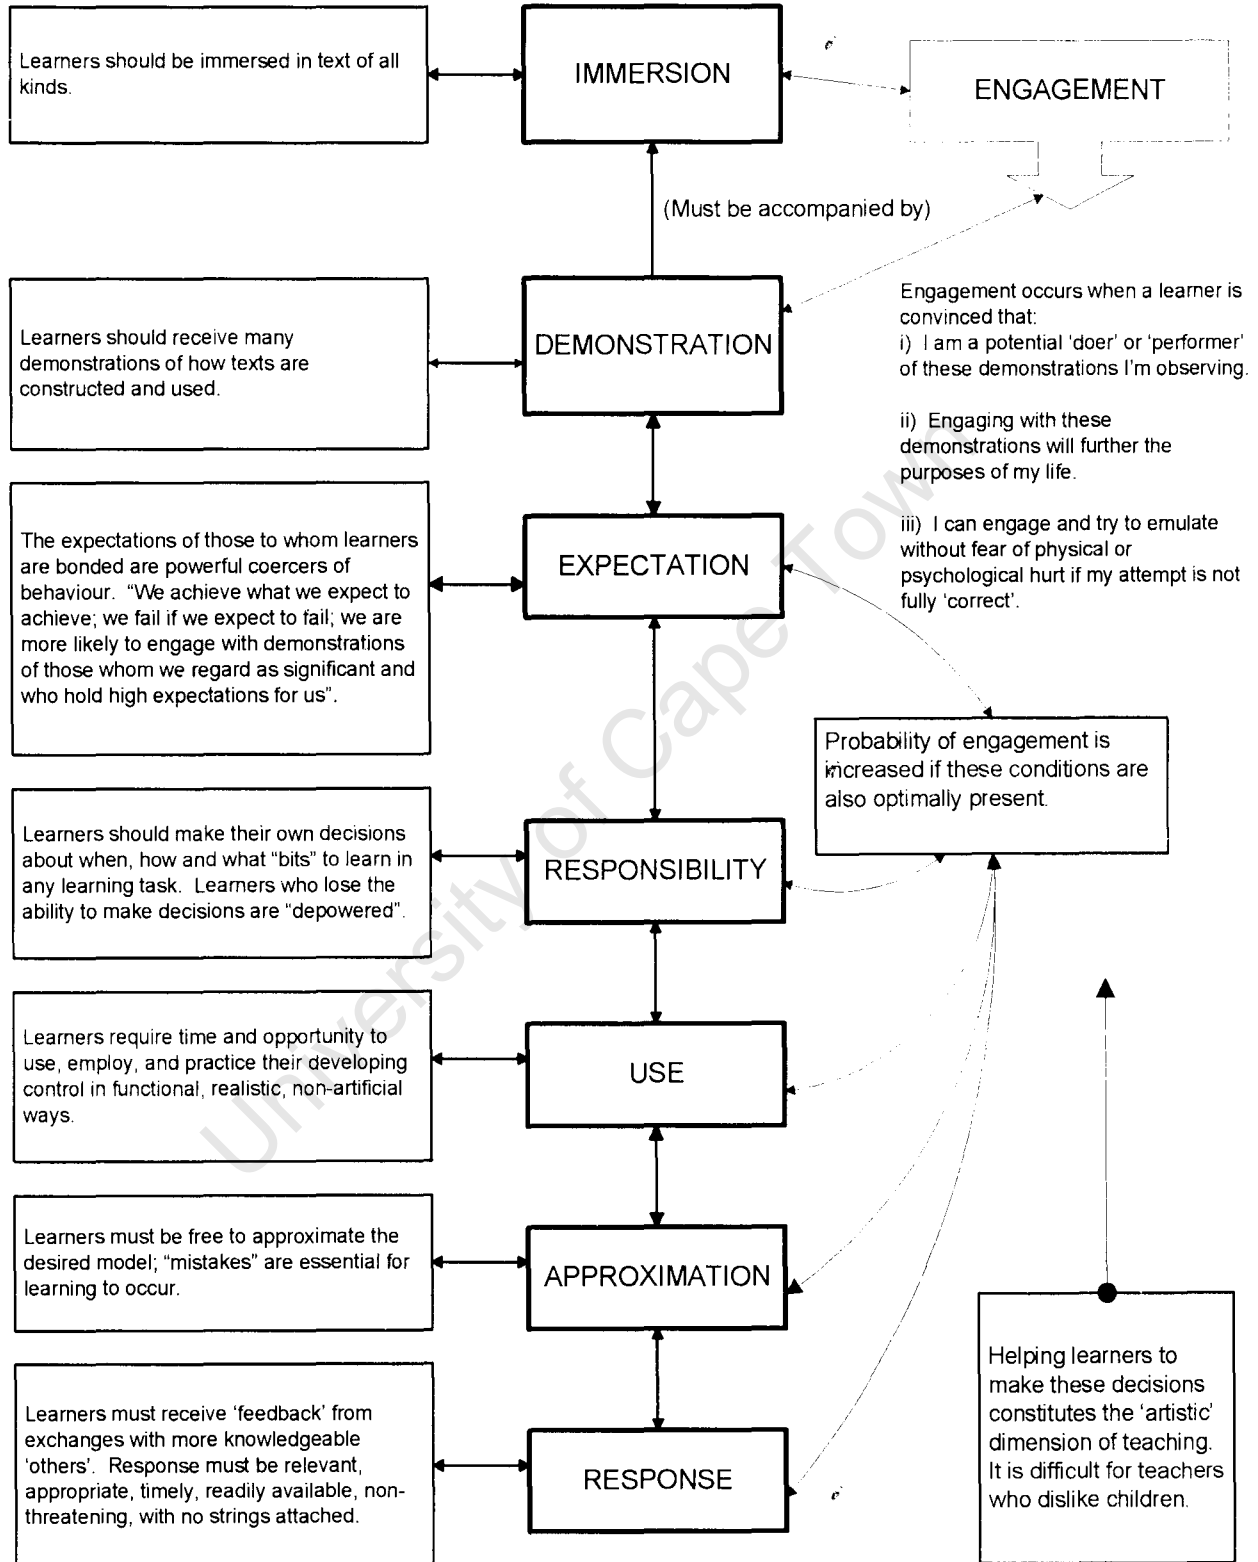 Learners should be immersed in text of all
kinds.
IMMERSION
ENGAGEMENT
(Must be accompanied by)
Learners should receive many
demonstrations of how texts are
constructed and used.
DEMONSTRATION
Engagement occurs when a learner is
convinced that:
i) I am a potential 'doer' or 'performer'
of these demonstrations I'm observing.
ii) Engaging with these
demonstrations will further the
purposes of my life.
iii) I can engage and try to emulate
without fear of physical or
psychological hurt if my attempt is not
fully 'correct'.
The expectations of those to whom learners
are bonded are powerful coercers of
behaviour. "We achieve what we expect to
achieve; we fail if we expect to fail; we are
more likely to engage with demonstrations
of those whom we regard as significant and
who hold high expectations for us".
EXPECTATION
Probability of engagement is
increased if these conditions are
also optimally present.
Learners should make their own decisions
about when, how and what "bits" to learn in
any learning task. Learners who lose the
ability to make decisions are "depowered".
RESPONSIBILITY
Learners require time and opportunity to
use, employ, and practice their developing
control in functional, realistic, non-artificial
ways.
USE
Learners must be free to approximate the
desired model; "mistakes" are essential for
learning to occur.
APPROXIMATION
Learners must receive 'feedback' from
exchanges with more knowledgeable
'others'. Response must be relevant,
appropriate, timely, readily available, non-
threatening, with no strings attached.
RESPONSE
Helping learners to
make these decisions
constitutes the 'artistic'
dimension of teaching.
It is difficult for teachers
who dislike children.
University of Cape Town